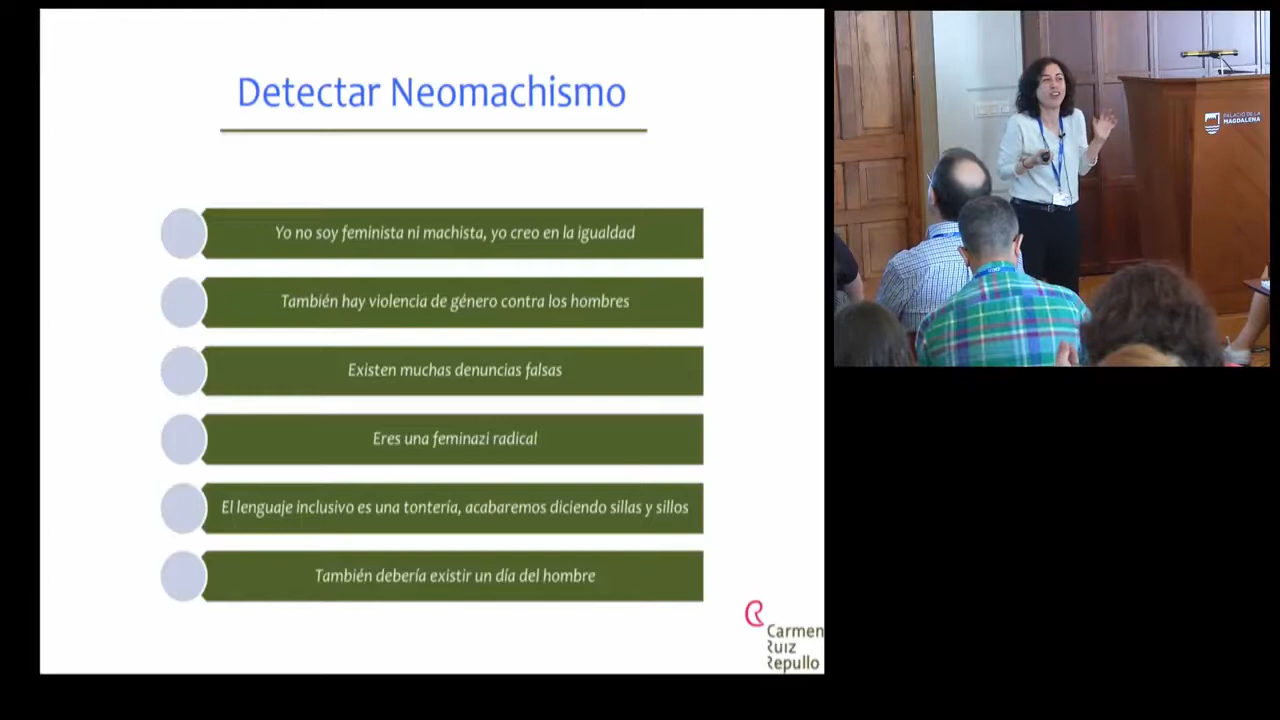 Detectar Neomachismo
Yo no soy feminista ni machista, yo creo en la igualdad
También hay violencia de género contra los hombres
Existen muchas denuncias falsas
Eres una feminazi radical
El lenguaje inclusivo es una tontería, acabaremos diciendo sillas y sillos
También debería existir un día del hombre
Carmen
Ruiz
Repullo
PALACIO DE LA
MAGDALENA